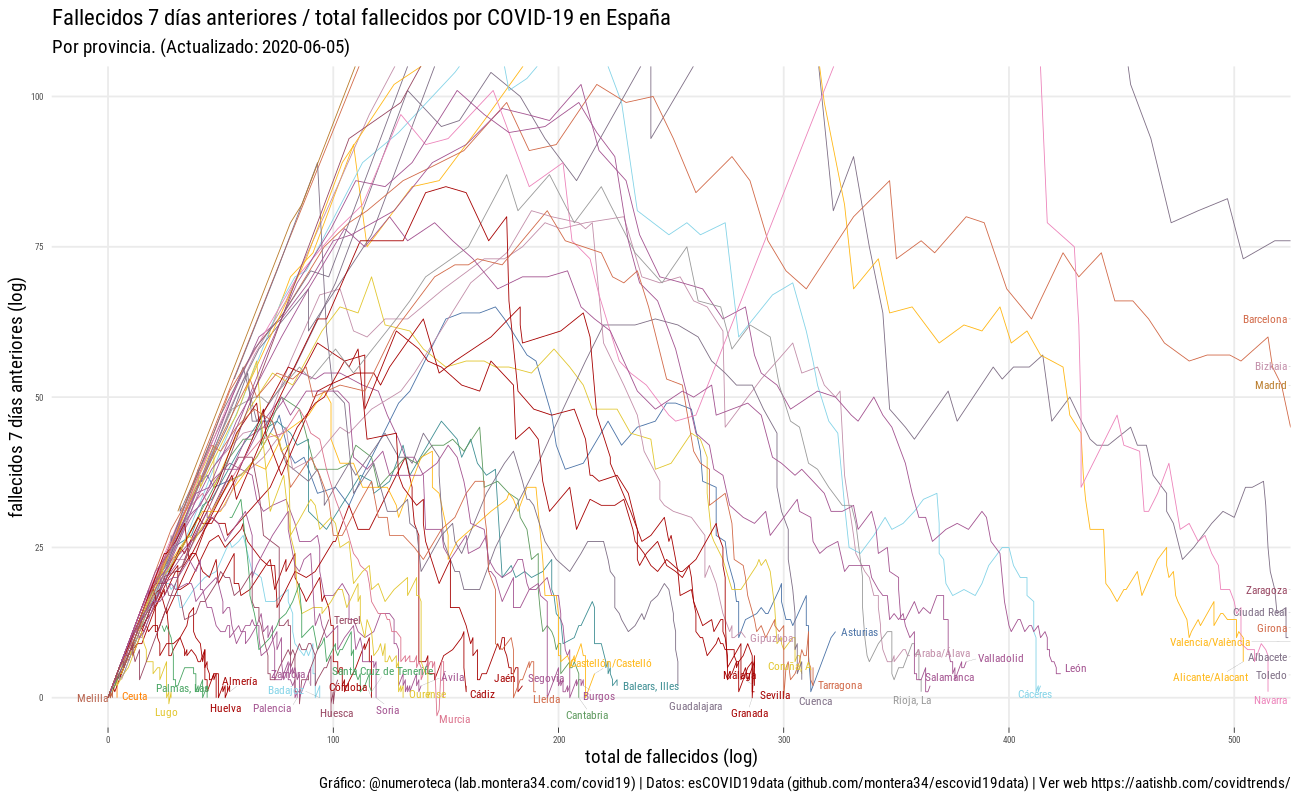 Fallecidos 7 días anteriores / total fallecidos por COVID-19 en España
Por provincia. (Actualizado: 2020-06-05)
fallecidos 7 días anteriores (log)
100
75
50
25
0
Barcelona
Bizkaia
Madrid
Zaragoza
Ciudad Real
Girona
Valencia/València
Albacete
Alicante/Alacant
Toledo
Navarra
Teruel
Gipuzkoa
Asturias
Araba/Álava
Valladolid
León
Castellón/Castelló
Santa Cruz de Tenerife
Zamora
Ávila
Jaén
Segovia
Málaga
Salamanca
Melilla
Ceuta
Palmas, Las
Almería
Badajoz
Córdoba
Ourense
Cádiz
Lleida
Burgos
Balears, Illes
Sevilla
Tarragona
Cuenca
Rioja, La
Cáceres
Lugo
Huelva
Palencia
Huesca
Soria
Murcia
Cantabria
Guadalajara
Granada
0
100
200
300
400
500
total de fallecidos (log)
Gráfico: @numeroteca (lab.montera34.com/covid19) | Datos: esCOVID19data (github.com/montera34/escovid19data) | Ver web https://aatishb.com/covidtrends/